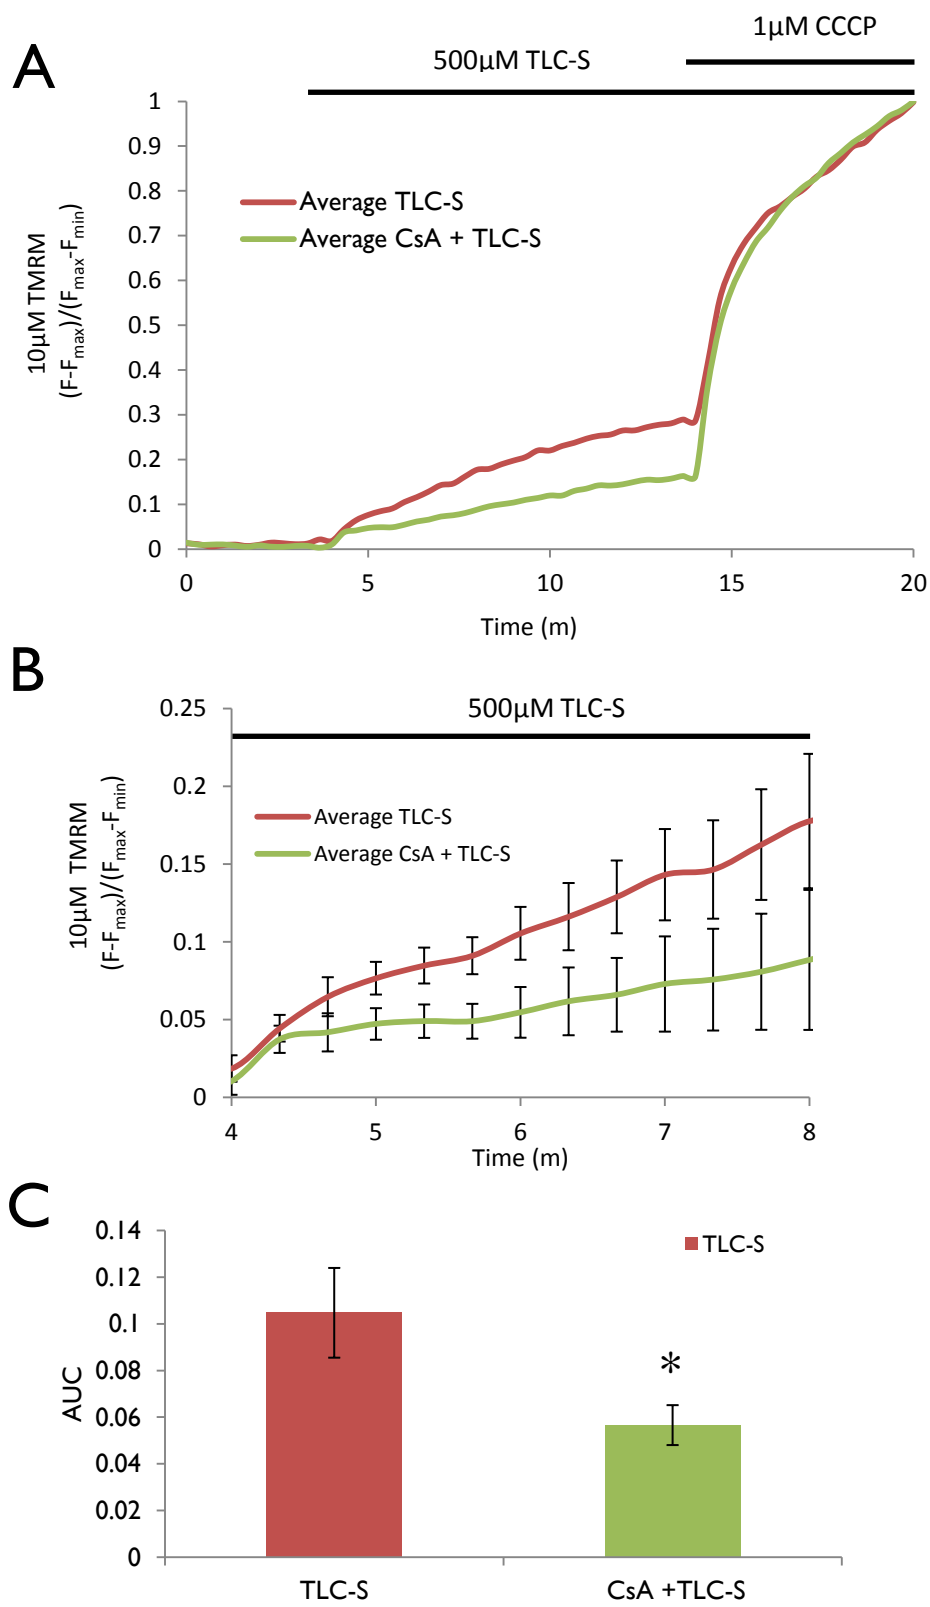 A
1µM CCCP
500µM TLC-S
1
0.9
0.8
0.7
0.6
0.5
0.4
0.3
0.2
0.1
0
10µM TMRM
(F-Fmax)/(Fmax-Fmin)
Average TLC-S
Average CsA + TLC-S
0 5 10 15 20
Time (m)
B
500µM TLC-S
0.25
0.2
0.15
0.1
0.05
0
10µM TMRM
(F-Fmax)/(Fmax-Fmin)
Average TLC-S
Average CsA + TLC-S
4 5 6 7 8
Time (m)
C
0.14
0.12
0.1
0.08
0.06
0.04
0.02
0
AUC
TLC-S
*
TLC-S CsA +TLC-S